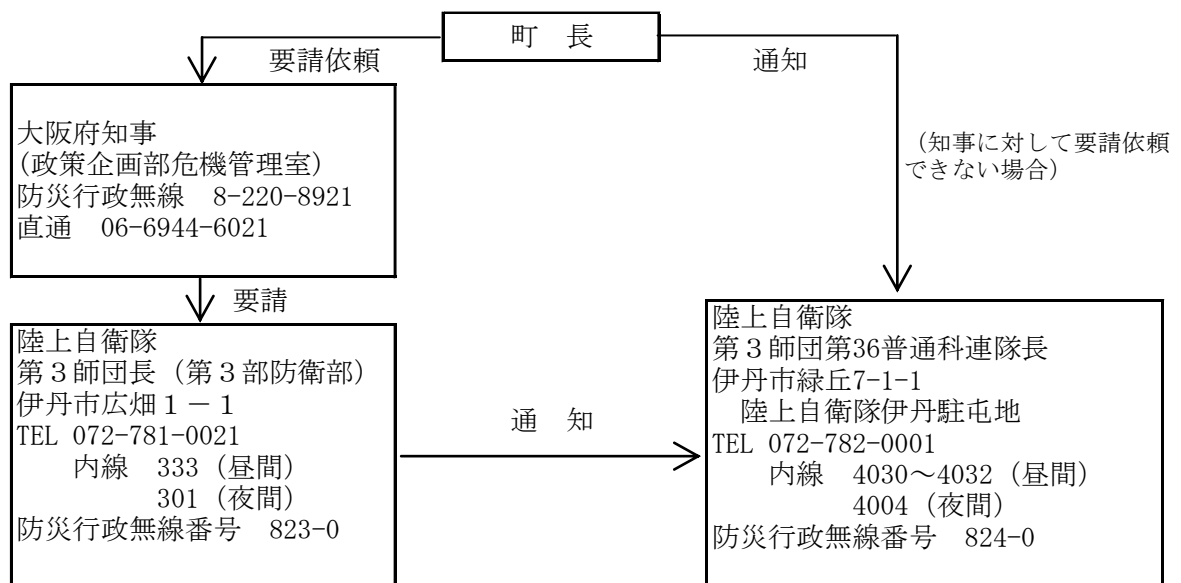 町　長
要請依頼
通知
大阪府知事
(政策企画部危機管理室)
防災行政無線　8-220-8921
直通　06-6944-6021
（知事に対して要請依頼
できない場合）
要請
陸上自衛隊
第３師団長（第３部防衛部）
伊丹市広畑１－１
TEL 072-781-0021
内線　333（昼間）
301（夜間）
防災行政無線番号　823-0
通　知
陸上自衛隊
第３師団第36普通科連隊長
伊丹市緑丘7-1-1
陸上自衛隊伊丹駐屯地
TEL 072-782-0001
内線　4030～4032（昼間）
4004（夜間）
防災行政無線番号　824-0